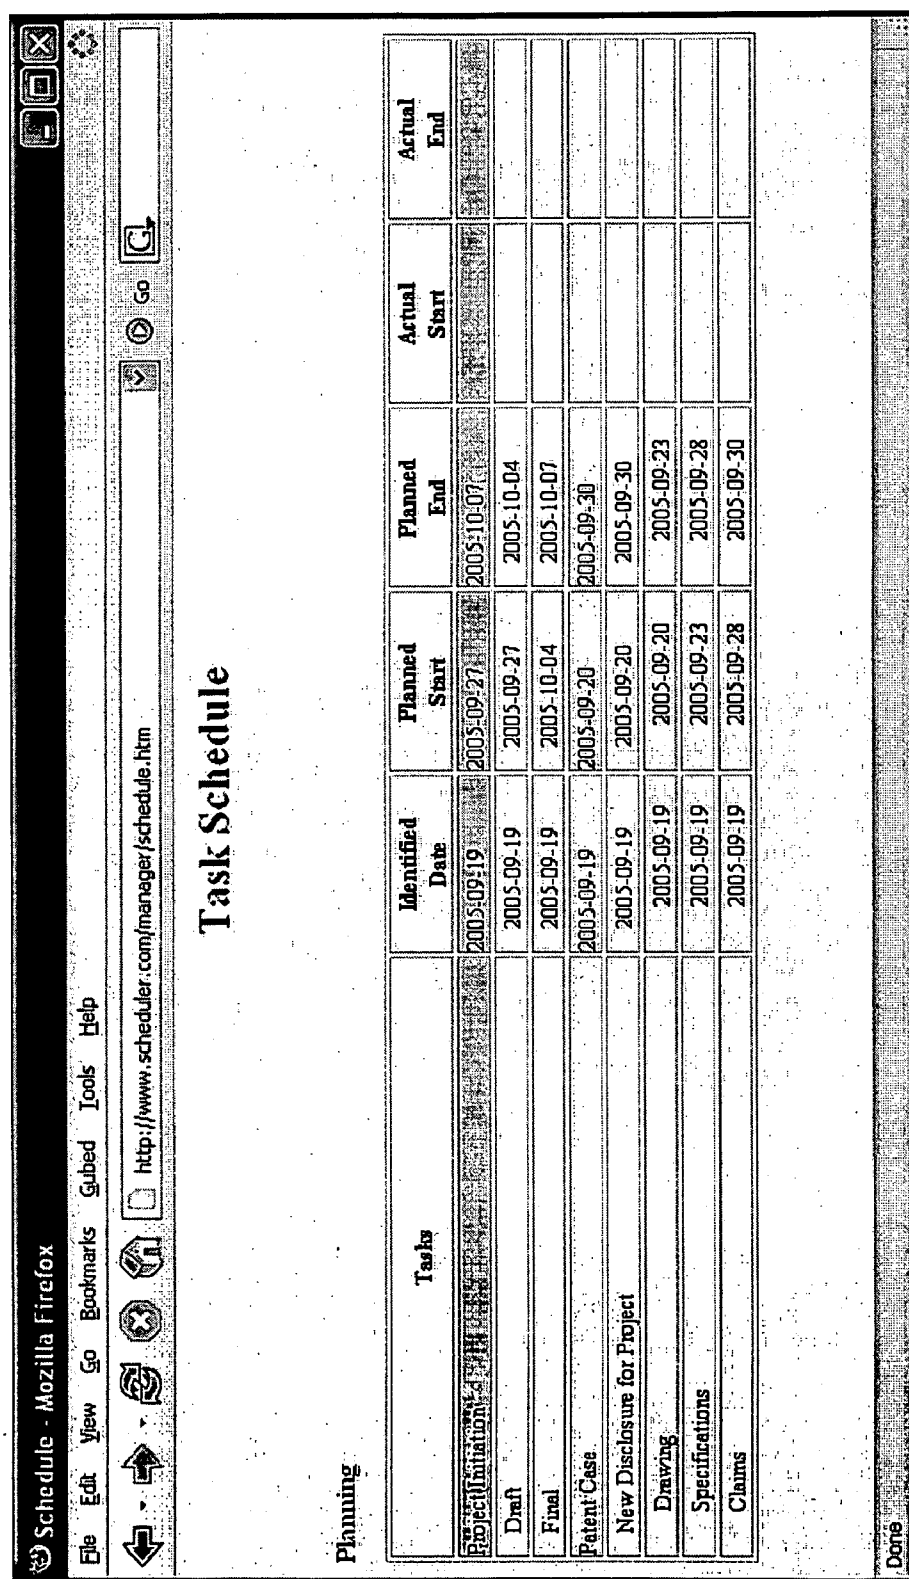 Schedule - Mozilla Firefox
File Edit View Go Bookmarks Gubed Tools Help
http://www.scheduler.com/manager/schedule.htm Go G
Task Schedule
Planning
Tasks Identified Date Planned Start Planned End Actual Start Actual End
Project Initiation 2005-09-19 2005-09-27 2005-10-07
Draft 2005-09-19 2005-09-27 2005-10-04
Final 2005-09-19 2005-10-04 2005-10-07
Patent Case 2005-09-19 2005-09-20 2005-09-30
New Disclosure for Project 2005-09-19 2005-09-20 2005-09-30
Drawing 2005-09-19 2005-09-20 2005-09-23
Specifications 2005-09-19 2005-09-23 2005-09-28
Claims 2005-09-19 2005-09-28 2005-09-30
Done